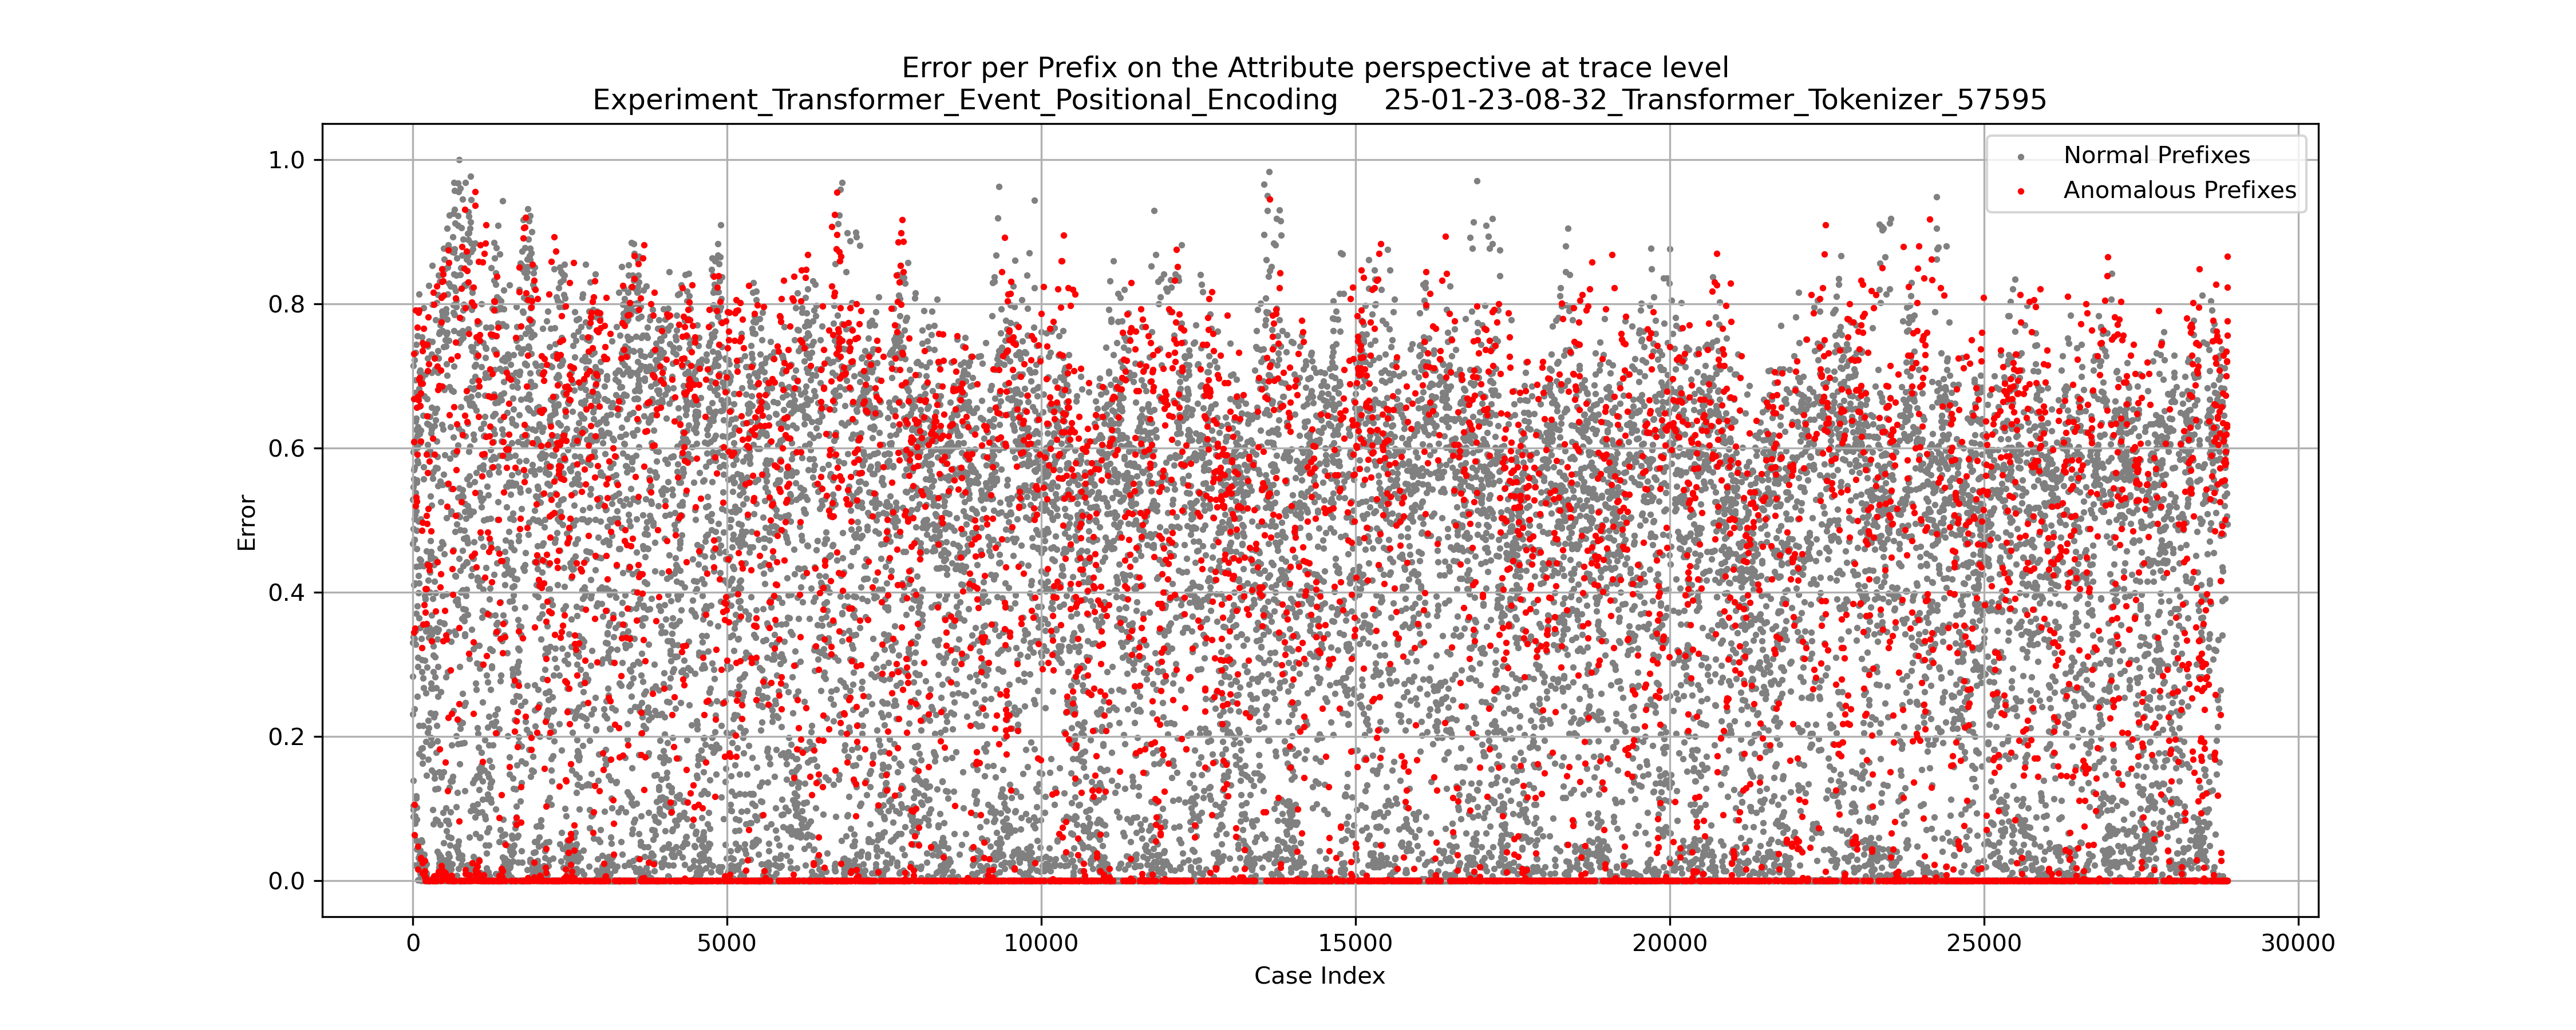 Error per Prefix on the Attribute perspective at trace level
Experiment_Transformer_Event_Positional_Encoding 25-01-23-08-32_Transformer_Tokenizer_57595
Normal Prefixes
Anomalous Prefixes
1.0
0.8
0.6
0.4
0.2
0.0
Error
0 5000 10000 15000 20000 25000 30000
Case Index